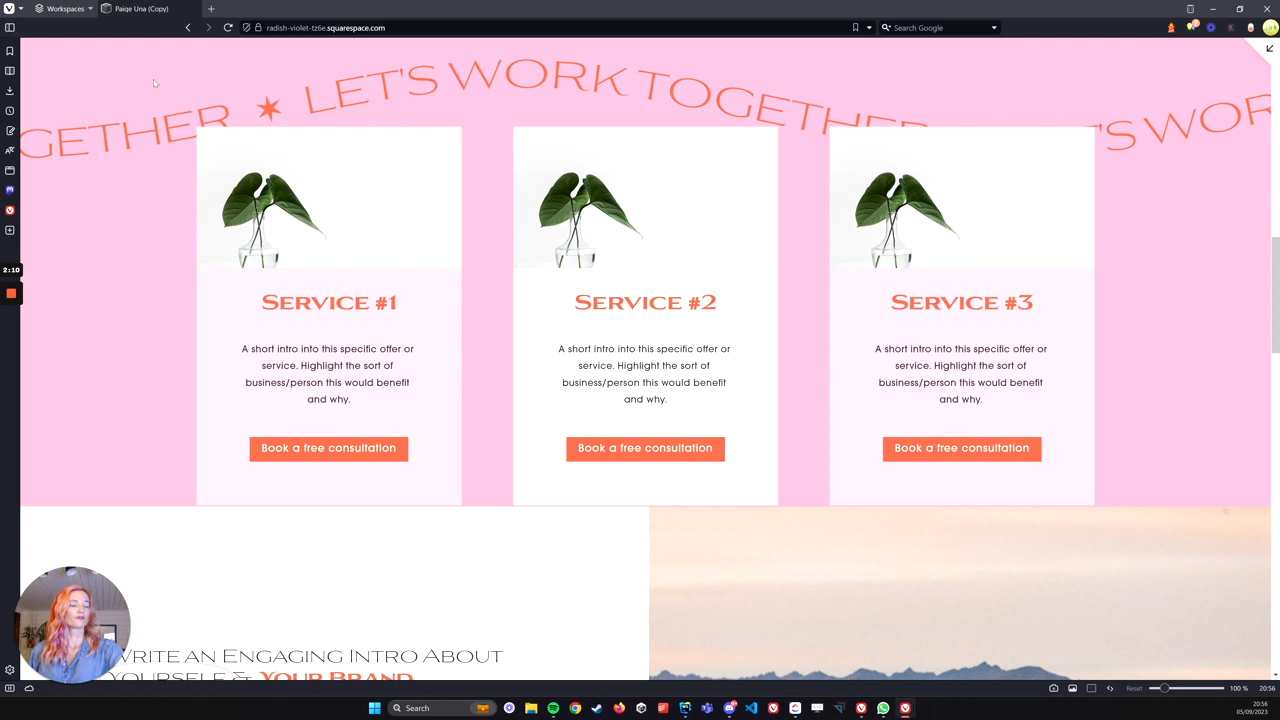 Workspaces
Paige Una (Copy)
radish-violet-tz6e.squarespace.com
Search Google
GETHER ✶ LET'S WORK TOGETHER 'S WOR
SERVICE #1
A short intro into this specific offer or
service. Highlight the sort of
business/person this would benefit
and why.
Book a free consultation
SERVICE #2
A short intro into this specific offer or
service. Highlight the sort of
business/person this would benefit
and why.
Book a free consultation
SERVICE #3
A short intro into this specific offer or
service. Highlight the sort of
business/person this would benefit
and why.
Book a free consultation
2:10
WRITE AN ENGAGING INTRO ABOUT
YOURSELF & YOUR BRAND
Reset
100 %
20:56
Search
20:56
05/09/2023